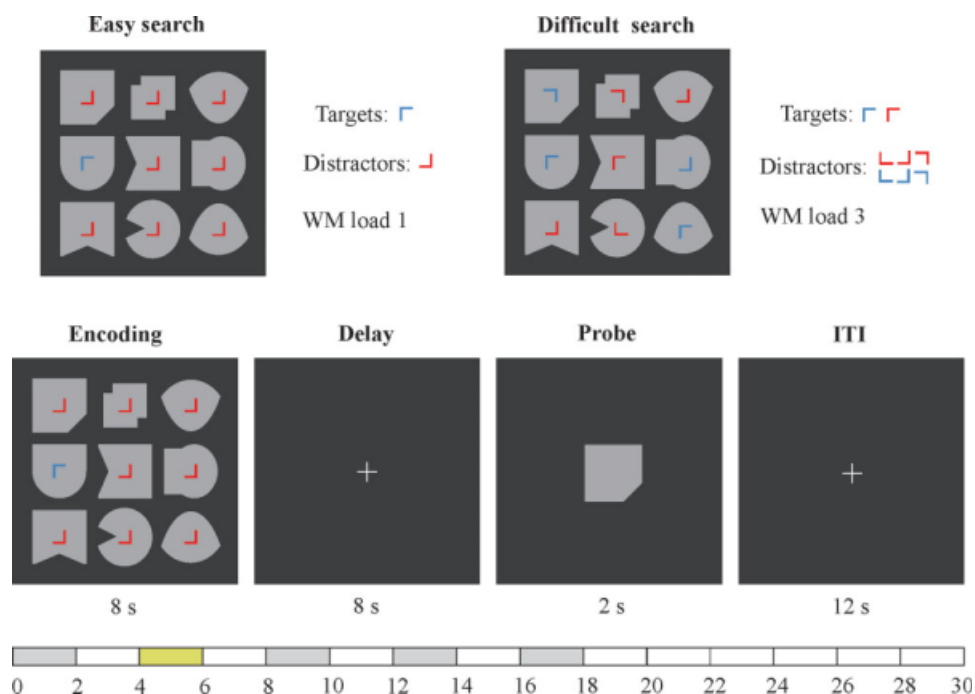 Easy search
Difficult search
Targets:
Distractors:
WM load 1
Targets:
Distractors:
WM load 3
Encoding
Delay
Probe
ITI
8 s
8 s
2 s
12 s
0 2 4 6 8 10 12 14 16 18 20 22 24 26 28 30